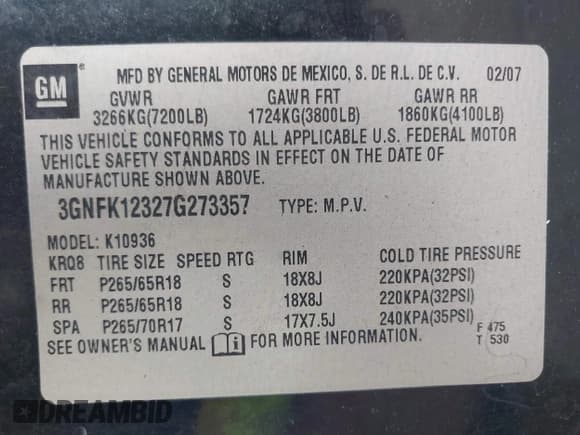 GM ® MFD BY GENERAL MOTORS DE MEXICO, S. DE R.L. DE C.V. 02/07
GVWR GAWR FRT GAWR RR
3266KG(7200LB) 1724KG(3800LB) 1860KG(4100LB)
THIS VEHICLE CONFORMS TO ALL APPLICABLE U.S. FEDERAL MOTOR
VEHICLE SAFETY STANDARDS IN EFFECT ON THE DATE OF
MANUFACTURE SHOWN ABOVE.
3GNFK12327G273357 TYPE: M.P.V.
MODEL: K10936
KRQ8 TIRE SIZE SPEED RTG RIM COLD TIRE PRESSURE
FRT P265/65R18 S 18X8J 220KPA(32PSI)
RR P265/65R18 S 18X8J 220KPA(32PSI)
SPA P265/70R17 S 17X7.5J 240KPA(35PSI)
SEE OWNER'S MANUAL FOR MORE INFORMATION.
F 475
T 530
DREAMBID